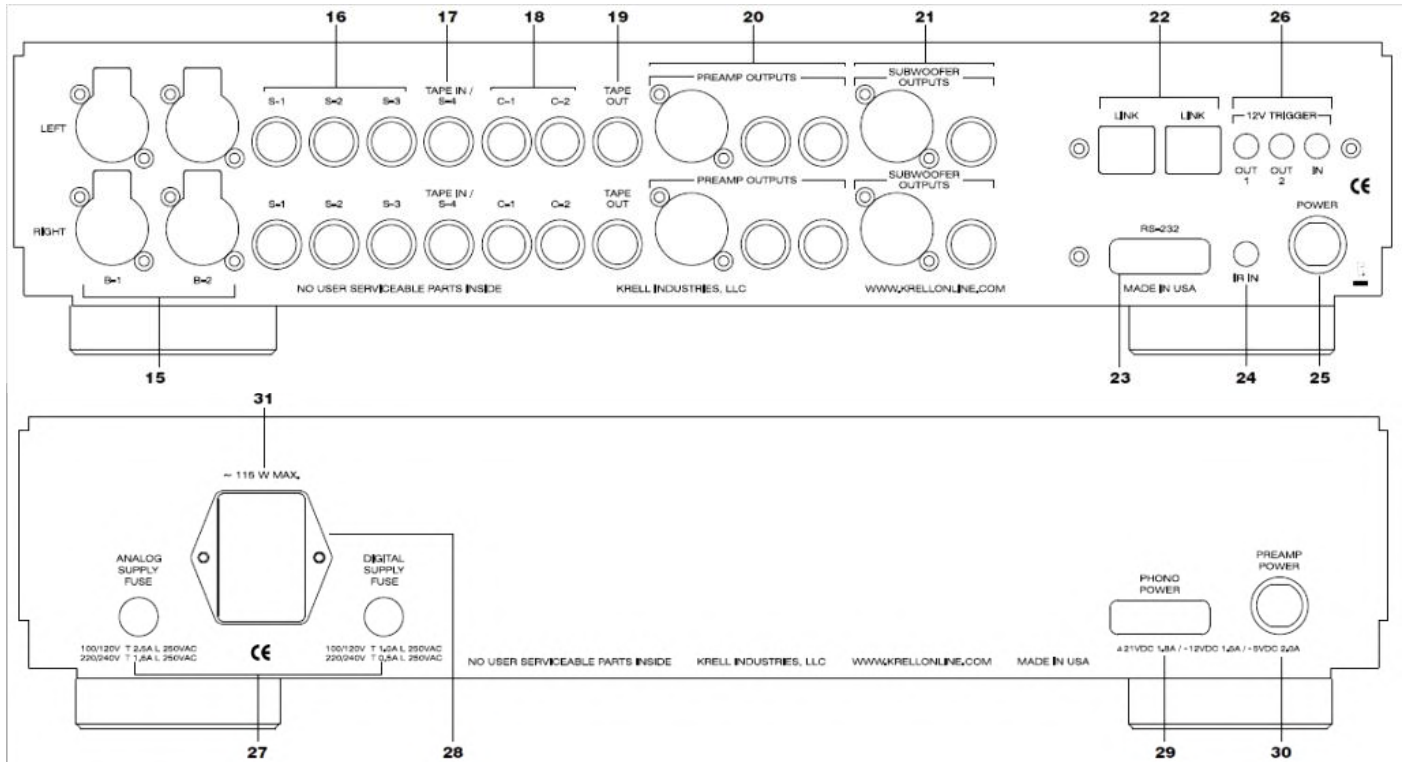 16 17 18 19 20 21 22 26
PREAMP OUTPUTS
SUBWOOFER
OUTPUTS
S-1 S-2 S-3 TAPE IN /
S-4 C-1 C-2 TAPE
OUT
LINK LINK 12V TRIGGER
LEFT
OUT
1 OUT
2 IN
CE
PREAMP OUTPUTS
SUBWOOFER
OUTPUTS
S-1 S-2 S-3 TAPE IN /
S-4 C-1 C-2 TAPE
OUT
POWER
RIGHT
RS-232
IR IN
B-1 B-2
NO USER SERVICEABLE PARTS INSIDE KRELL INDUSTRIES, LLC WWW.KRELLONLINE.COM MADE IN USA
15 23 24 25
31
~ 115 W MAX.
ANALOG
SUPPLY
FUSE
DIGITAL
SUPPLY
FUSE
PHONO
POWER
PREAMP
POWER
100/120V T 2.5A L 250VAC
220/240V T 1.6A L 250VAC
CE
100/120V T 1.0A L 250VAC
220/240V T 0.5A L 250VAC
NO USER SERVICEABLE PARTS INSIDE KRELL INDUSTRIES, LLC WWW.KRELLONLINE.COM MADE IN USA
21VDC / -12VDC / -5VDC
27 28 29 30